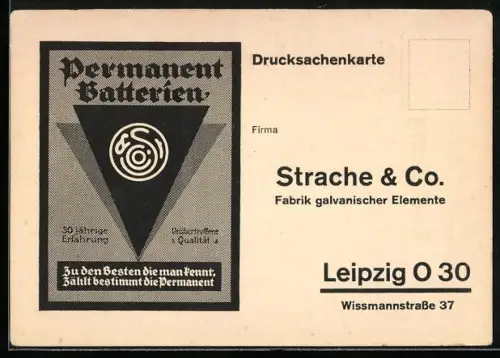 Permanent
Batterien
30 jährige
Erfahrung
Unübertroffene
Qualität
Zu den Besten die man kennt,
Zählt bestimmt die Permanent
Drucksachenkarte
Firma
Strache & Co.
Fabrik galvanischer Elemente
Leipzig O 30
Wissmannstraße 37